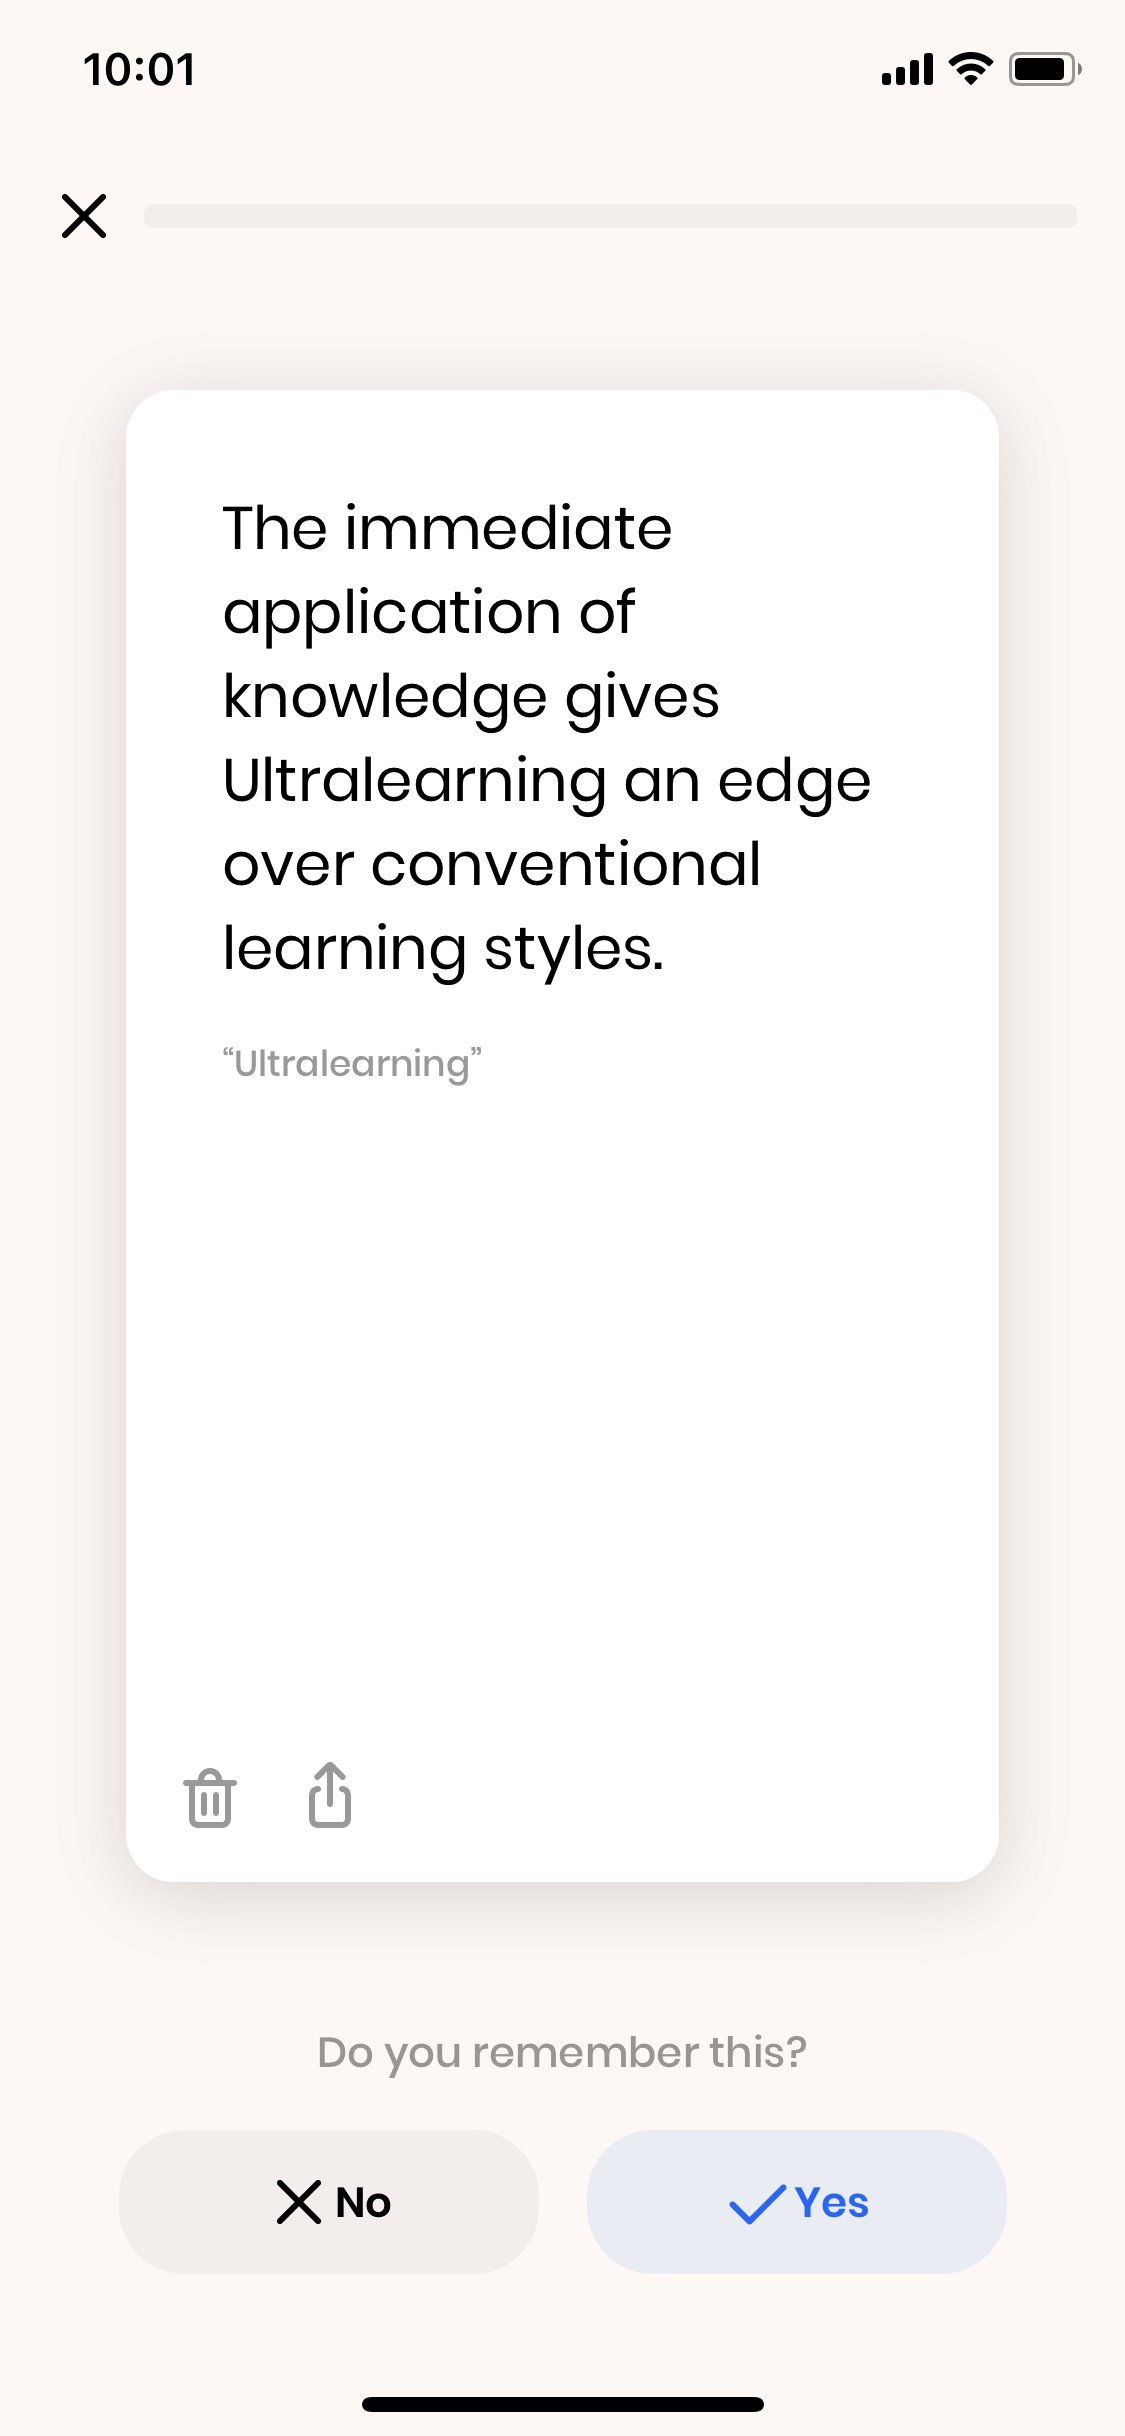 10:01
The immediate
application of
knowledge gives
Ultralearning an edge
over conventional
learning styles.
“Ultralearning”
Do you remember this?
No
Yes